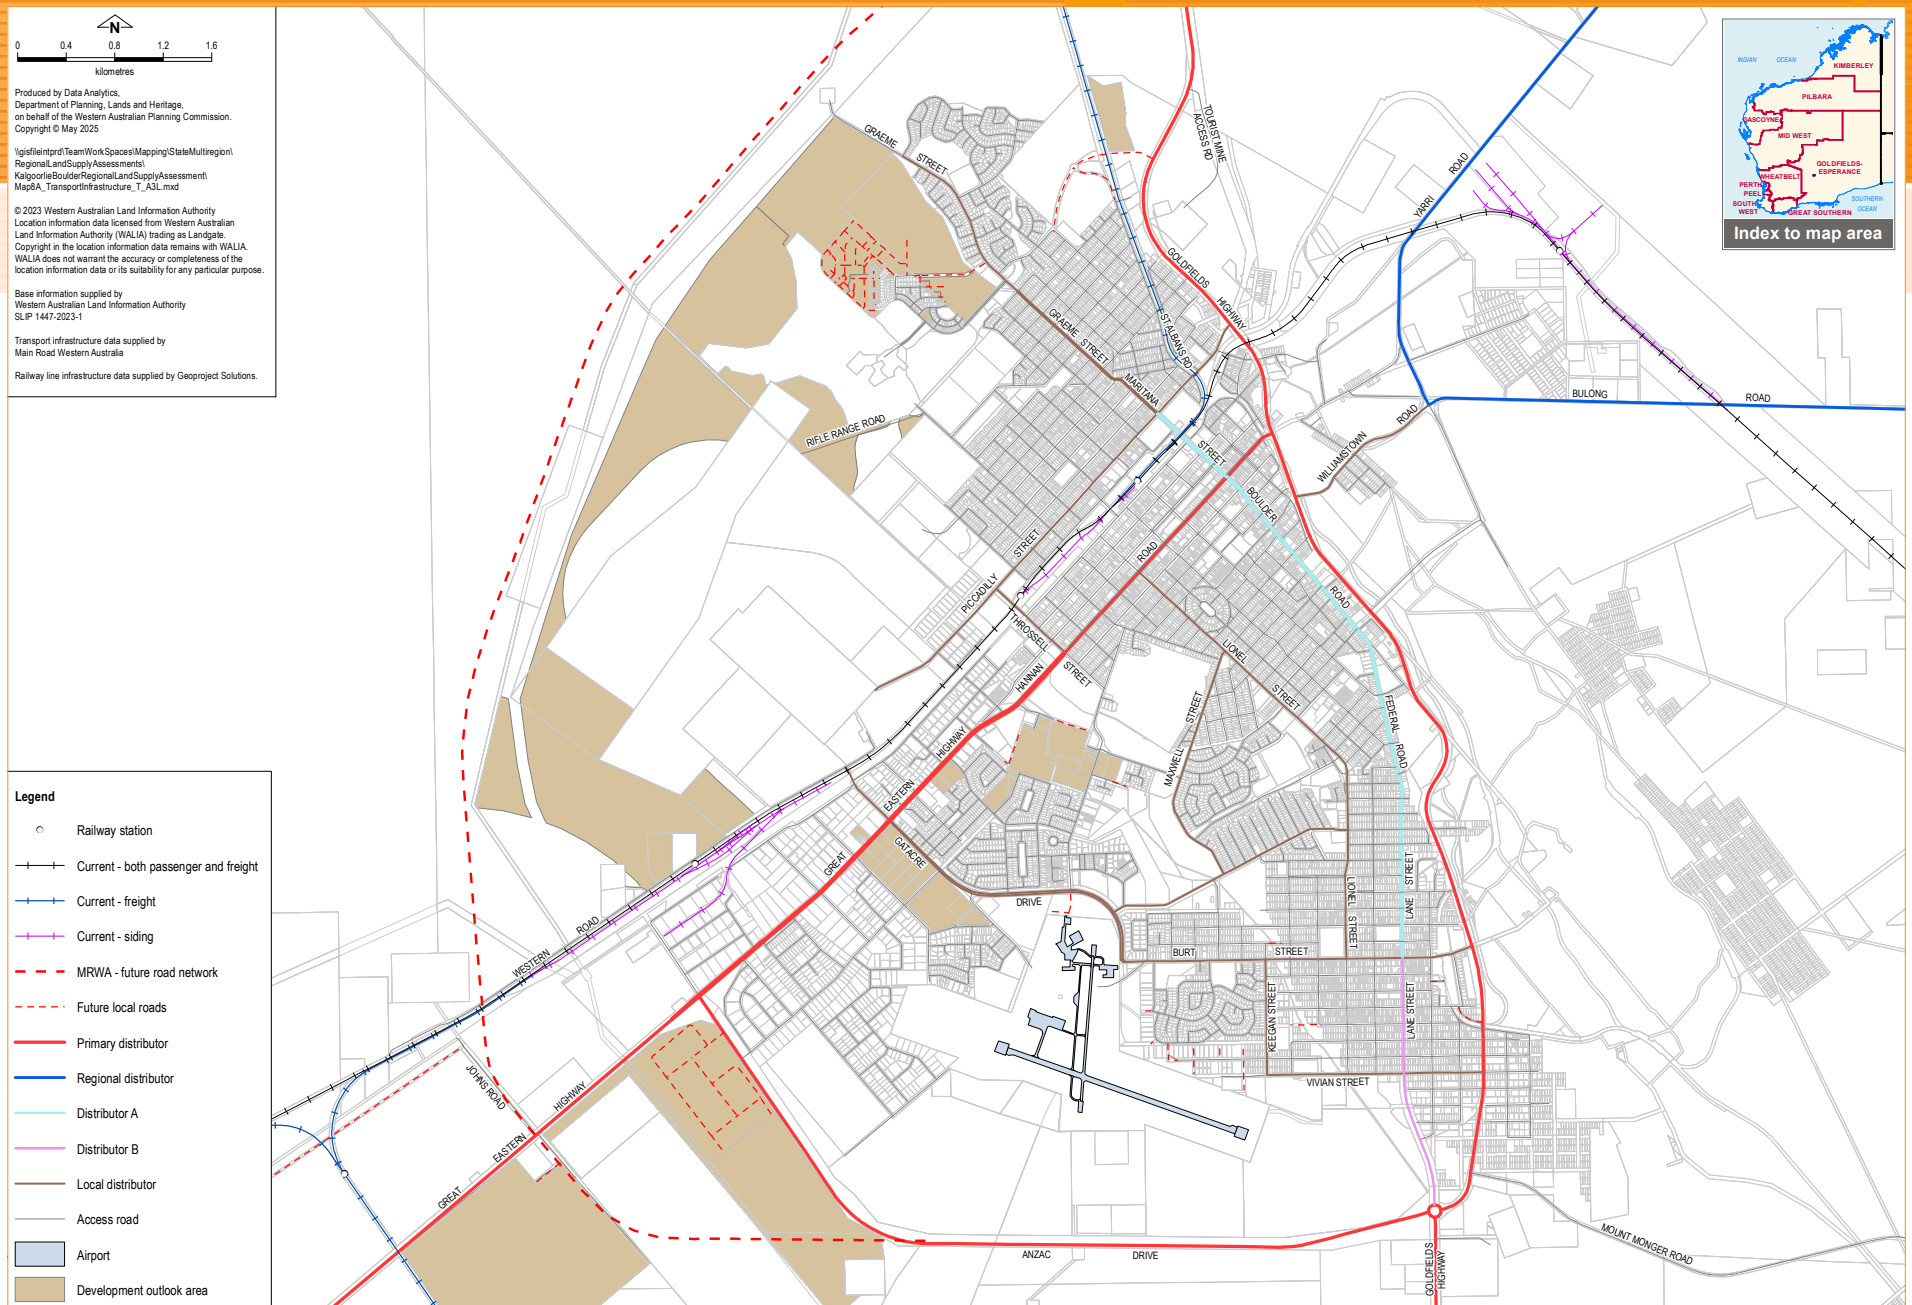 N
0 0.4 0.8 1.2 1.6
kilometres
Produced by Data Analytics,
Department of Planning, Lands and Heritage,
on behalf of the Western Australian Planning Commission.
Copyright © May 2025
\\gisfileintprd\TeamWorkSpaces\Mapping\StateMultiregion\
RegionalLandSupplyAssessments\
KalgoorlieBoulderRegionalLandSupplyAssessment\
Map8A_TransportInfrastructure_T_A3L.mxd
© 2023 Western Australian Land Information Authority
Location information data licensed from Western Australian
Land Information Authority (WALIA) trading as Landgate.
Copyright in the location information data remains with WALIA.
WALIA does not warrant the accuracy or completeness of the
location information data or its suitability for any particular purpose.
Base information supplied by
Western Australian Land Information Authority
SLIP 1447-2023-1
Transport infrastructure data supplied by
Main Road Western Australia
Railway line infrastructure data supplied by Geoproject Solutions.
INDIAN OCEAN
KIMBERLEY
PILBARA
GASCOYNE
MID WEST
GOLDFIELDS-
ESPERANCE
WHEATBELT
PERTH
PEEL
SOUTH
WEST
GREAT SOUTHERN
SOUTHERN
OCEAN
Index to map area
GRAEME
STREET
TOURIST MINE
ACCESS RD
YARRI
ROAD
GOLDFIELDS
HIGHWAY
GRAEME STREET
ST ALBANS RD
MARITANA
STREET
BULONG
ROAD
RIFLE RANGE ROAD
WILLIAMSTOWN
ROAD
BOULDER
ROAD
PICCADILLY
STREET
ROAD
HANNAN
THROSSELL
STREET
LIONEL
STREET
MAXWELL
STREET
FEDERAL
ROAD
GREAT
EASTERN
HIGHWAY
GATACRE
DRIVE
LANE STREET
LIONEL STREET
BURT
STREET
WESTERN
ROAD
KEEGAN STREET
LANE STREET
VIVIAN STREET
JOHNS ROAD
GREAT
EASTERN
HIGHWAY
ANZAC
DRIVE
GOLDFIELDS
HIGHWAY
MOUNT MONGER ROAD
Legend
Railway station
Current - both passenger and freight
Current - freight
Current - siding
MRWA - future road network
Future local roads
Primary distributor
Regional distributor
Distributor A
Distributor B
Local distributor
Access road
Airport
Development outlook area